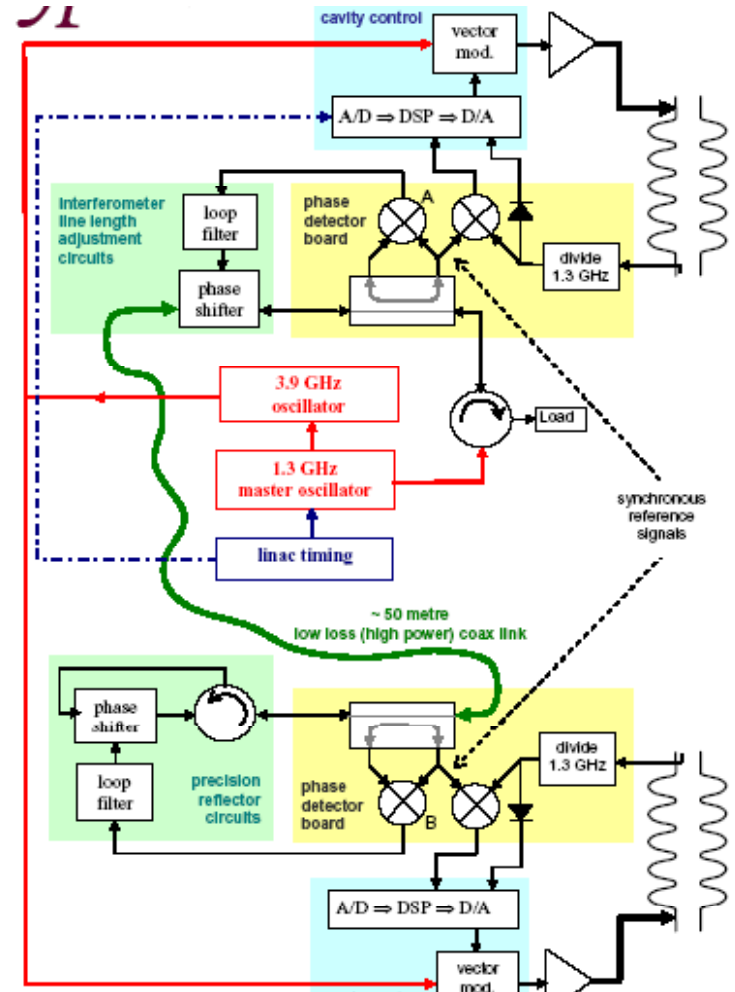 cavity control
vector
mod.
A/D ⇒ DSP ⇒ D/A
interferometer
line length
adjustment
circuits
loop
filter
phase
shifter
phase
detector
board
A
divide
1.3 GHz
3.9 GHz
oscillator
Load
1.3 GHz
master oscillator
synchronous
reference
signals
linac timing
~ 50 metre
low loss (high power) coax link
phase
shifter
loop
filter
precision
reflector
circuits
phase
detector
board
B
divide
1.3 GHz
A/D ⇒ DSP ⇒ D/A
vector
mod.